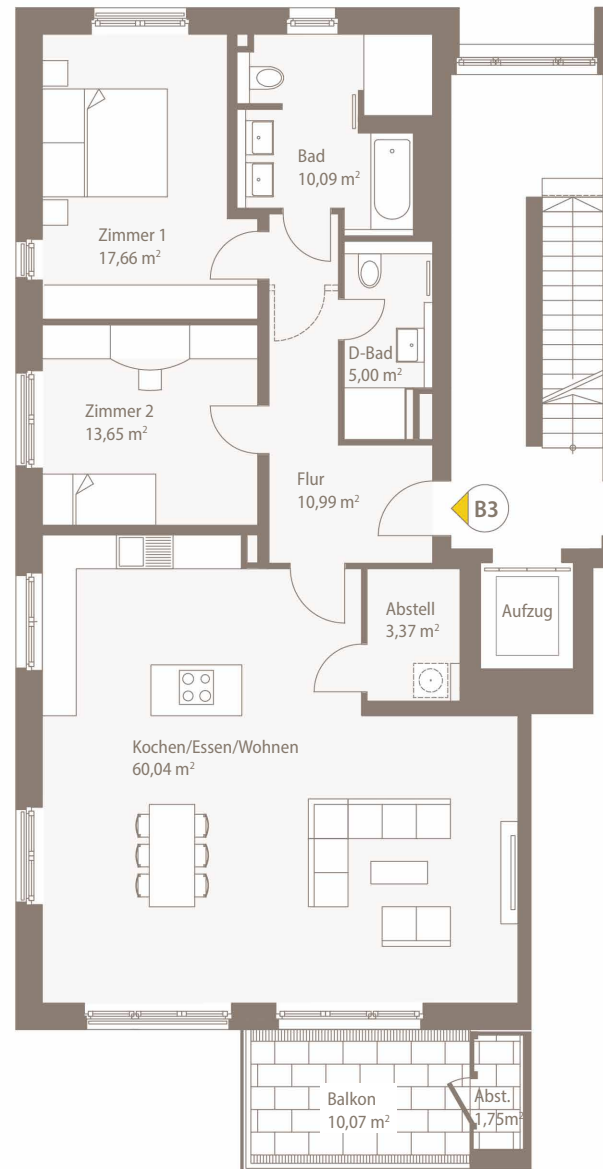 Bad
10,09 m²
Zimmer 1
17,66 m²
D-Bad
5,00 m²
Zimmer 2
13,65 m²
Flur
10,99 m²
B3
Abstell
3,37 m²
Aufzug
Kochen/Essen/Wohnen
60,04 m²
Balkon
10,07 m²
Abst.
1,75m²